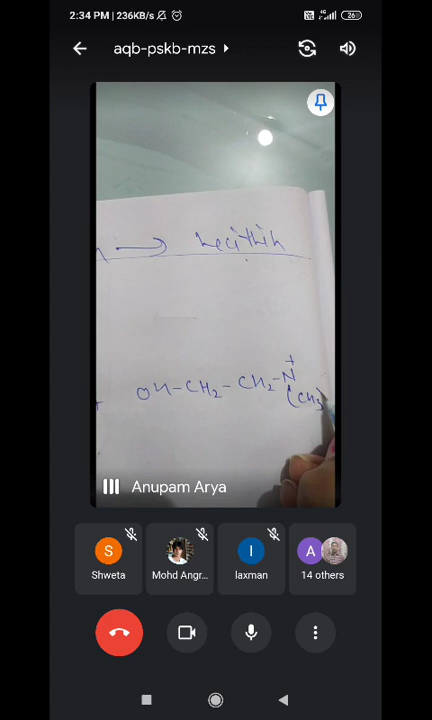 2:34 PM | 236KB/s
26
aqb-pskb-mzs
→ Lecithin
OH-CH₂-CH₂-N⁺
(CH₃)
Anupam Arya
S
Shweta
Mohd Angr...
l
laxman
A
14 others